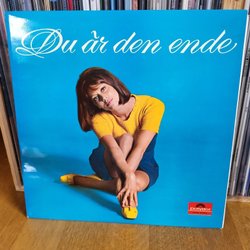 Du är den ende
Polydor